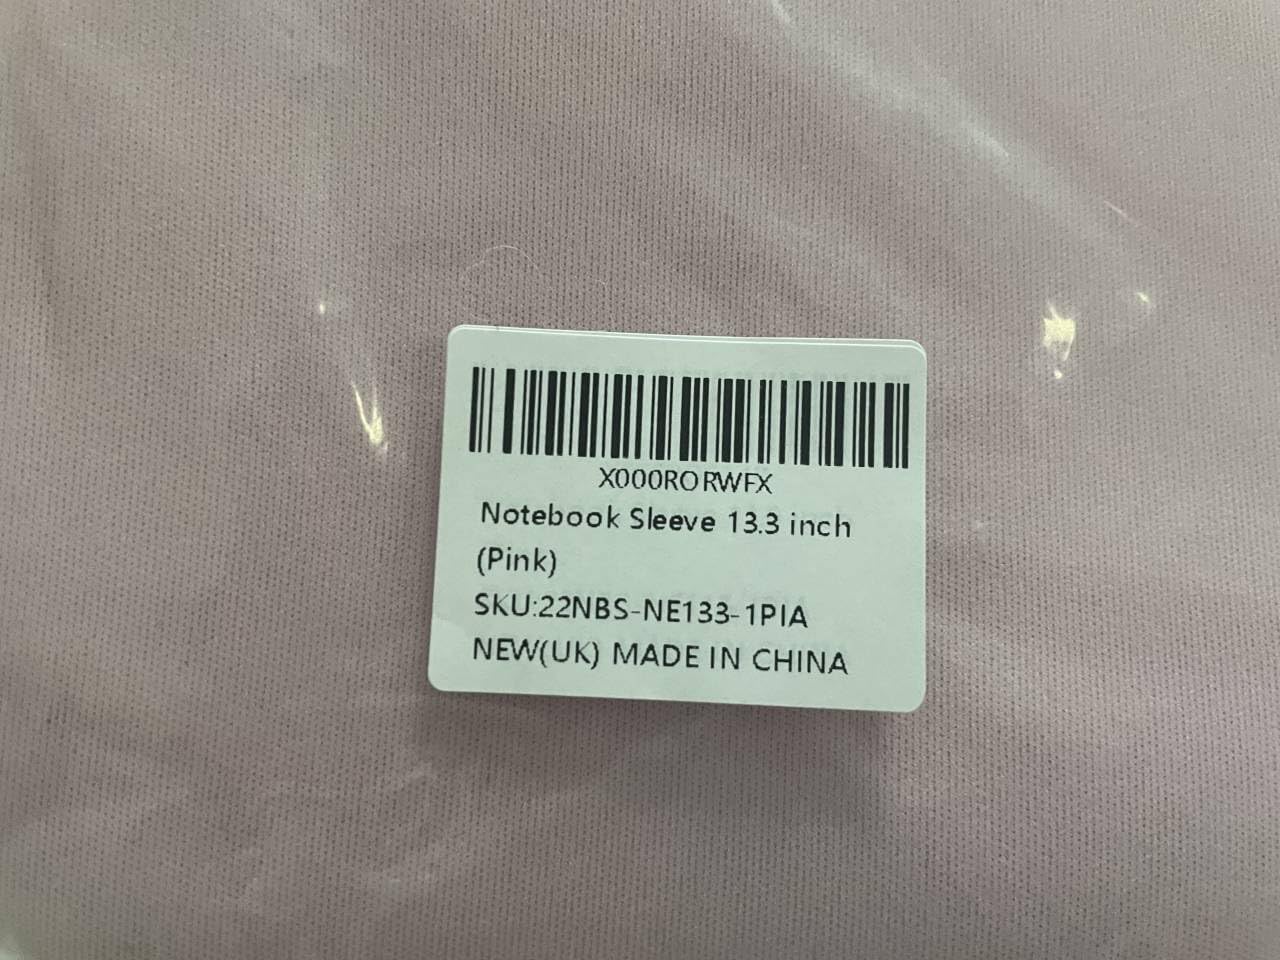 X000RORWFX
Notebook Sleeve 13.3 inch
(Pink)
SKU:22NBS-NE133-1PIA
NEW(UK) MADE IN CHINA